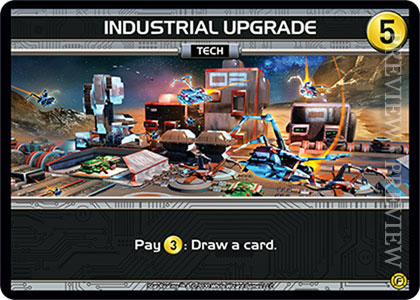 INDUSTRIAL UPGRADE
5
TECH
02
Pay 3: Draw a card.
PREVIEW PREVIEW
F